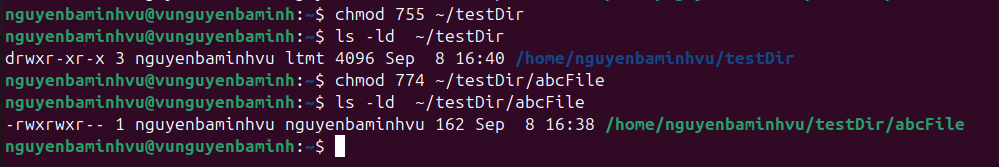 nguyenbaminhvu@vunguyenbaminh:~$ chmod 755 ~/testDir
nguyenbaminhvu@vunguyenbaminh:~$ ls -ld  ~/testDir
drwxr-xr-x 3 nguyenbaminhvu ltmt 4096 Sep  8 16:40 /home/nguyenbaminhvu/testDir
nguyenbaminhvu@vunguyenbaminh:~$ chmod 774 ~/testDir/abcFile
nguyenbaminhvu@vunguyenbaminh:~$ ls -ld  ~/testDir/abcFile
-rwxrwxr-- 1 nguyenbaminhvu nguyenbaminhvu 162 Sep  8 16:38 /home/nguyenbaminhvu/testDir/abcFile
nguyenbaminhvu@vunguyenbaminh:~$